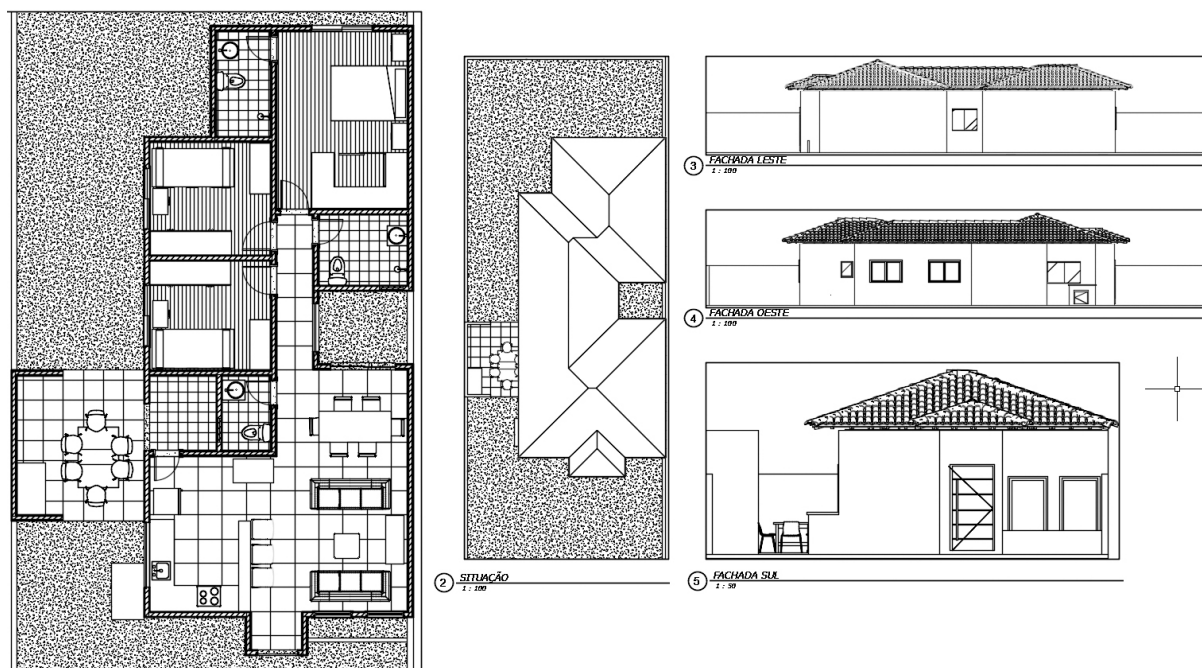 3 FACHADA LESTE
1 : 100
4 FACHADA OESTE
1 : 100
2 SITUAÇÃO
1 : 100
5 FACHADA SUL
1 : 50